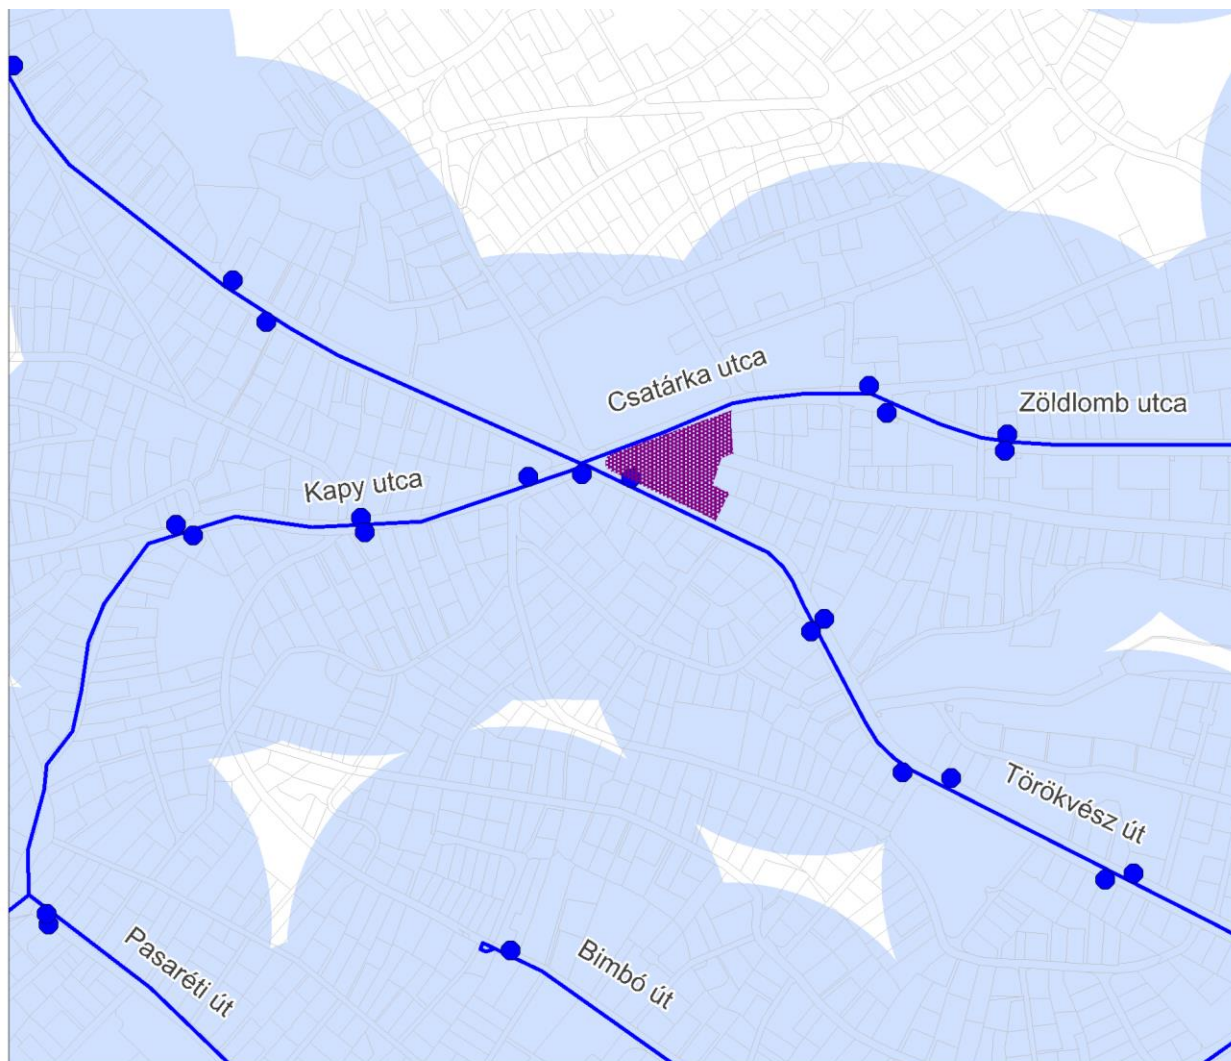 Csatárka utca
Zöldlomb utca
Kapy utca
Törökvész út
Pasaréti út
Bimbó út